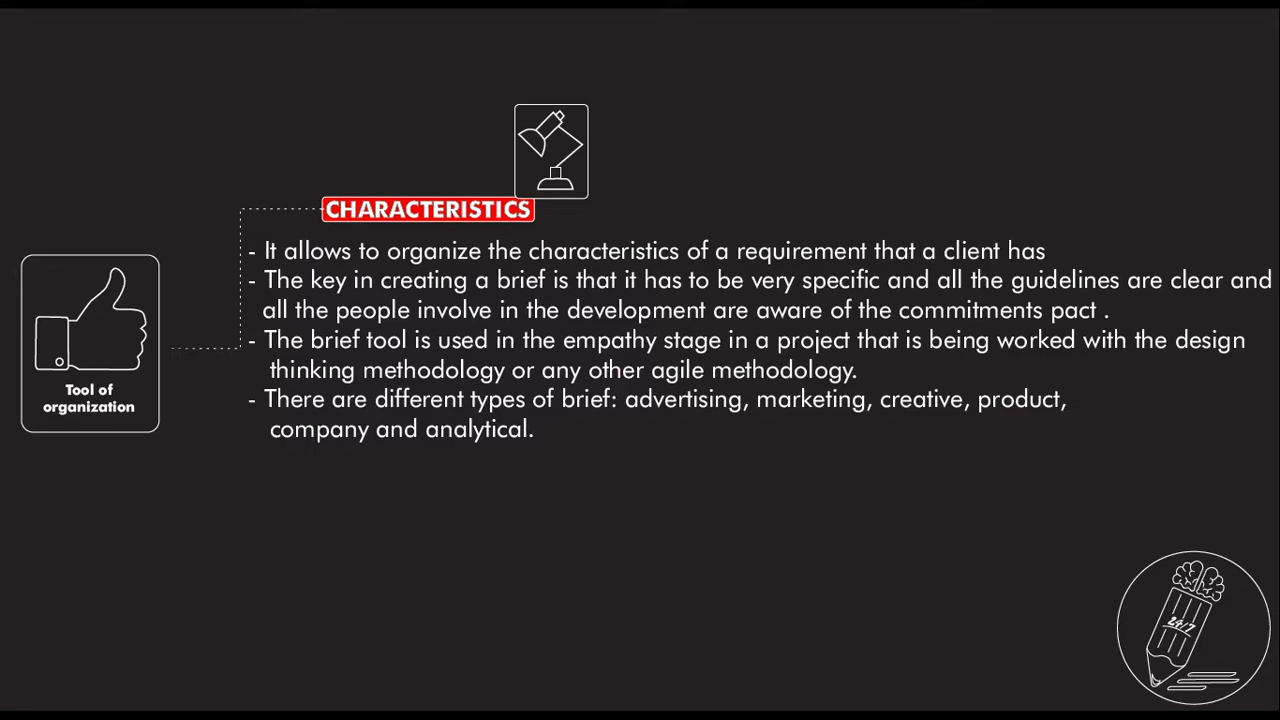 CHARACTERISTICS
- It allows to organize the characteristics of a requirement that a client has
- The key in creating a brief is that it has to be very specific and all the guidelines are clear and
all the people involve in the development are aware of the commitments pact .
- The brief tool is used in the empathy stage in a project that is being worked with the design
thinking methodology or any other agile methodology.
- There are different types of brief: advertising, marketing, creative, product,
company and analytical.
Tool of
organization
24/7